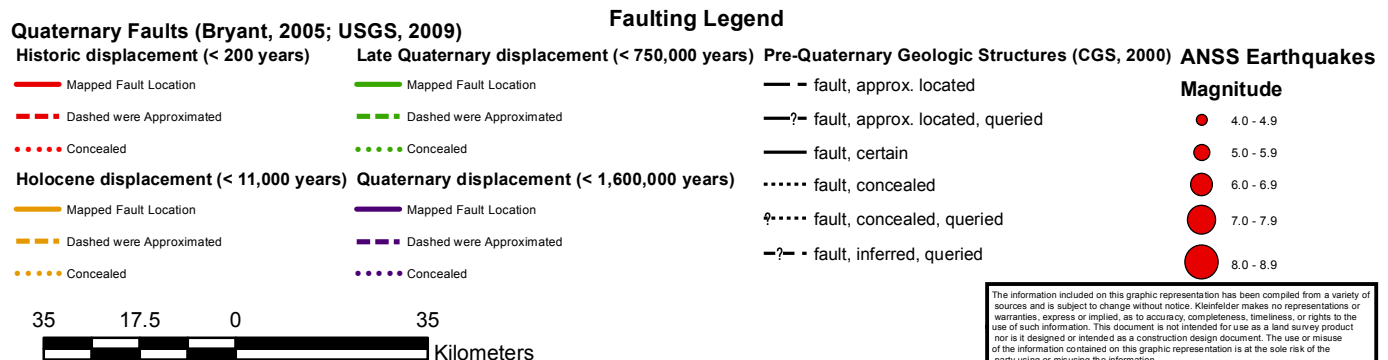 Faulting Legend
Quaternary Faults (Bryant, 2005; USGS, 2009)
Historic displacement (< 200 years)
Mapped Fault Location
Dashed were Approximated
Concealed
Holocene displacement (< 11,000 years)
Mapped Fault Location
Dashed were Approximated
Concealed
Late Quaternary displacement (< 750,000 years)
Mapped Fault Location
Dashed were Approximated
Concealed
Quaternary displacement (< 1,600,000 years)
Mapped Fault Location
Dashed were Approximated
Concealed
Pre-Quaternary Geologic Structures (CGS, 2000)
fault, approx. located
? fault, approx. located, queried
fault, certain
fault, concealed
? fault, concealed, queried
? fault, inferred, queried
ANSS Earthquakes
Magnitude
4.0 - 4.9
5.0 - 5.9
6.0 - 6.9
7.0 - 7.9
8.0 - 8.9
35 17.5 0 35
Kilometers
The information included on this graphic representation has been compiled from a variety of
sources and is subject to change without notice. Kleinfelder makes no representations or
warranties, express or implied, as to accuracy, completeness, timeliness, or rights to the
use of such information. This document is not intended for use as a land survey product
nor is it designed or intended as a construction design document. The use or misuse
of the information contained on this graphic representation is at the sole risk of the
party using or misusing the information.